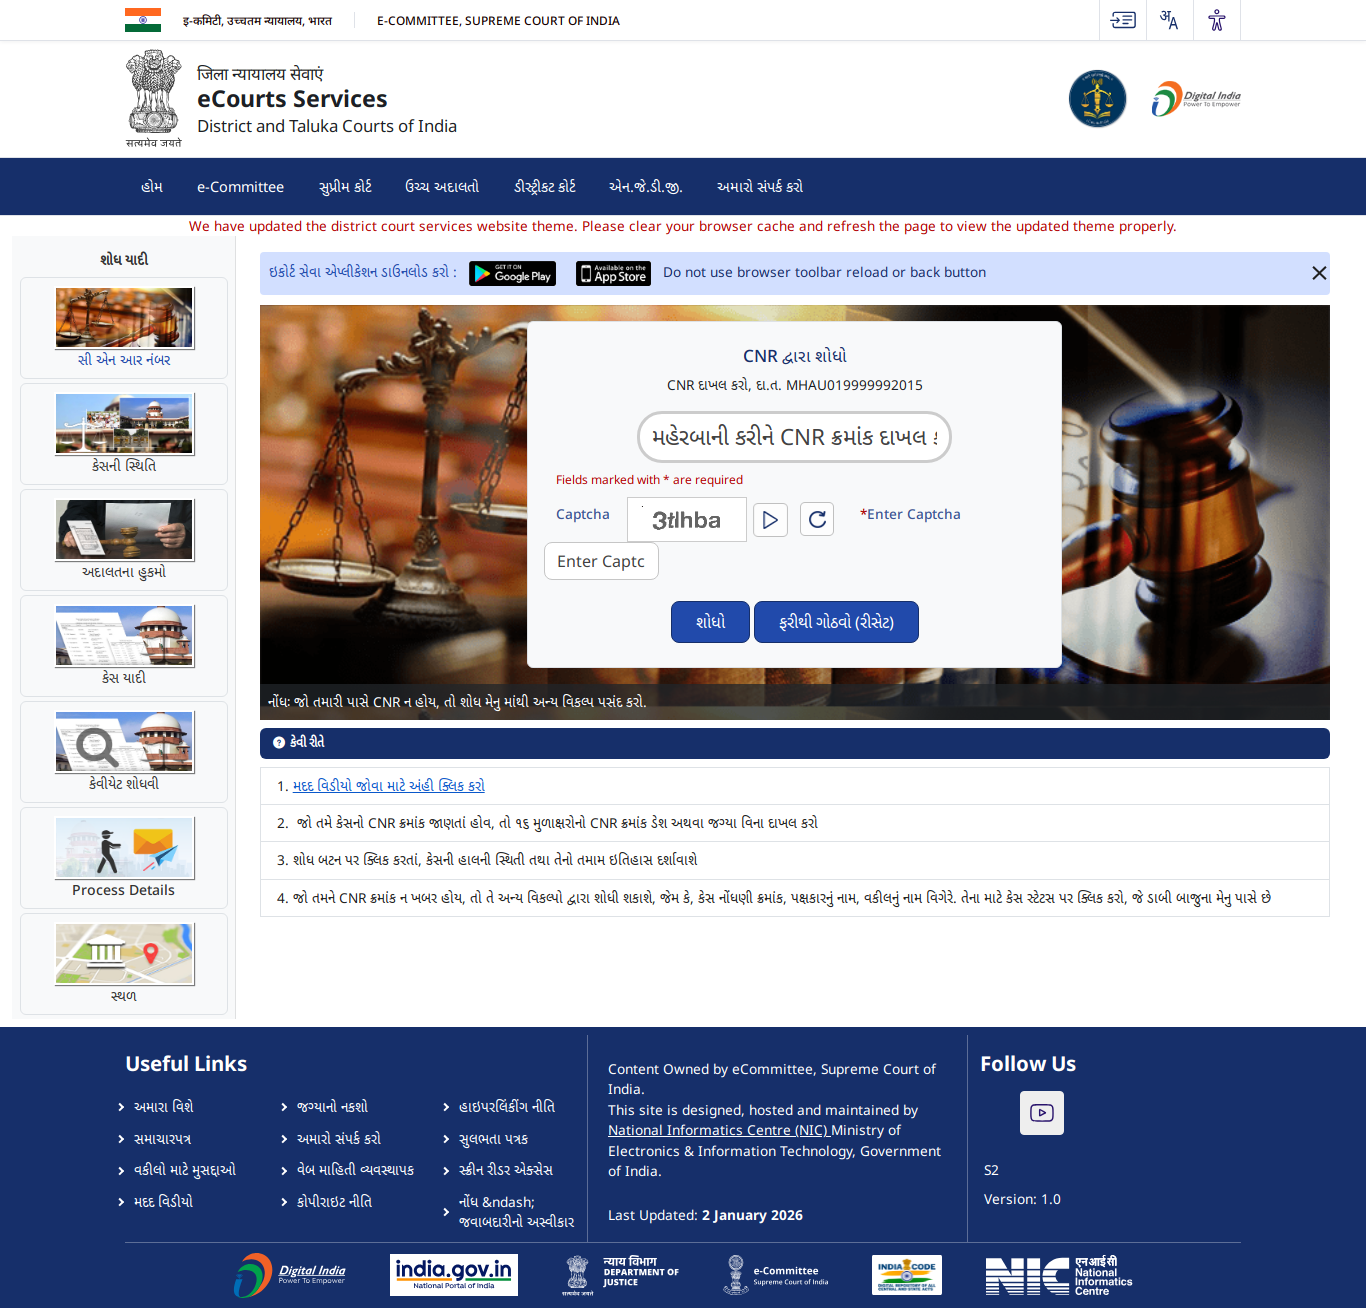 इ-कमिटी, उच्चतम न्यायालय, भारत
E-COMMITTEE, SUPREME COURT OF INDIA
अ
A
जिला न्यायालय सेवाएं
eCourts Services
District and Taluka Courts of India
सत्यमेव जयते
Digital India
Power To Empower
હોમ
e-Committee
સુપ્રીમ કોર્ટ
ઉચ્ચ અદાલતો
ડીસ્ટ્રીક્ટ કોર્ટ
એન.જે.ડી.જી.
અમારો સંપર્ક કરો
We have updated the district court services website theme. Please clear your browser cache and refresh the page to view the updated theme properly.
શોધ યાદી
સી એન આર નંબર
કેસની સ્થિતિ
અદાલતના હુકમો
કેસ યાદી
કેવીયેટ શોધવી
Process Details
સ્થળ
ઇકોર્ટ સેવા એપ્લીકેશન ડાઉનલોડ કરો :
GET IT ON
Google Play
Available on the
App Store
Do not use browser toolbar reload or back button
CNR દ્વારા શોધો
CNR દાખલ કરો, દા.ત. MHAU019999992015
મહેરબાની કરીને CNR ક્રમાંક દાખલ
Fields marked with * are required
Captcha
3tlhba
*Enter Captcha
Enter Captc
શોધો
ફરીથી ગોઠવો (રીસેટ)
નોંધઃ જો તમારી પાસે CNR ન હોય, તો શોધ મેનુ માંથી અન્ય વિકલ્પ પસંદ કરો.
કેવી રીતે
1. મદદ વિડીયો જોવા માટે અંહી ક્લિક કરો
2. જો તમે કેસનો CNR ક્રમાંક જાણતાં હોવ, તો ૧૬ મુળાક્ષરોનો CNR ક્રમાંક ડેશ અથવા જગ્યા વિના દાખલ કરો
3. શોધ બટન પર ક્લિક કરતાં, કેસની હાલની સ્થિતી તથા તેનો તમામ ઇતિહાસ દર્શાવાશે
4. જો તમને CNR ક્રમાંક ન ખબર હોય, તો તે અન્ય વિકલ્પો દ્વારા શોધી શકાશે, જેમ કે, કેસ નોંધણી ક્રમાંક, પક્ષકારનું નામ, વકીલનું નામ વિગેરે. તેના માટે કેસ સ્ટેટસ પર ક્લિક કરો, જે ડાબી બાજુના મેનુ પાસે છે
Useful Links
અમારા વિશે
સમાચારપત્ર
વકીલો માટે મુસદ્દાઓ
મદદ વિડીયો
જગ્યાનો નકશો
અમારો સંપર્ક કરો
વેબ માહિતી વ્યવસ્થાપક
કોપીરાઇટ નીતિ
હાઇપરલિંકીંગ નીતિ
સુલભતા પત્રક
સ્ક્રીન રીડર એક્સેસ
નોંધ &ndash;
જવાબદારીનો અસ્વીકાર
Content Owned by eCommittee, Supreme Court of
India.
This site is designed, hosted and maintained by
National Informatics Centre (NIC) Ministry of
Electronics & Information Technology, Government
of India.
Last Updated: 2 January 2026
Follow Us
S2
Version: 1.0
Digital India
Power To Empower
india.gov.in
National Portal of India
सत्यमेव जयते
न्याय विभाग
DEPARTMENT OF
JUSTICE
e-Committee
Supreme Court of India
INDIA CODE
DIGITAL REPOSITORY OF ALL
CENTRAL AND STATE ACTS
NIC
एनआईसी
National
Informatics
Centre